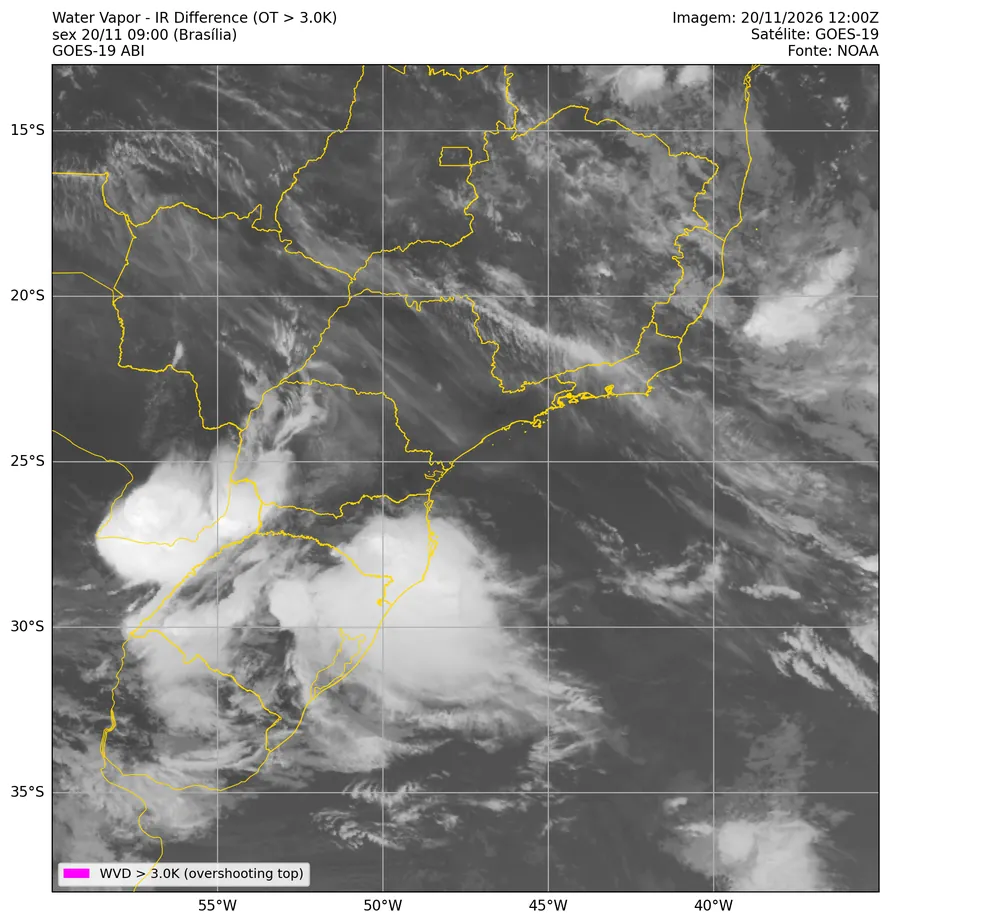 Water Vapor - IR Difference (OT > 3.0K)
sex 20/11 09:00 (Brasília)
GOES-19 ABI
Imagem: 20/11/2026 12:00Z
Satélite: GOES-19
Fonte: NOAA
15°S
20°S
25°S
30°S
35°S
WVD > 3.0K (overshooting top)
55°W
50°W
45°W
40°W